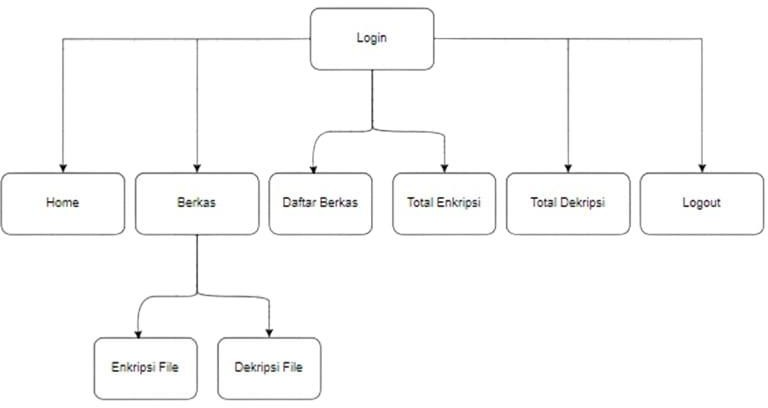 Login
Home
Berkas
Daftar Berkas
Total Enkripsi
Total Dekripsi
Logout
Enkripsi File
Dekripsi File